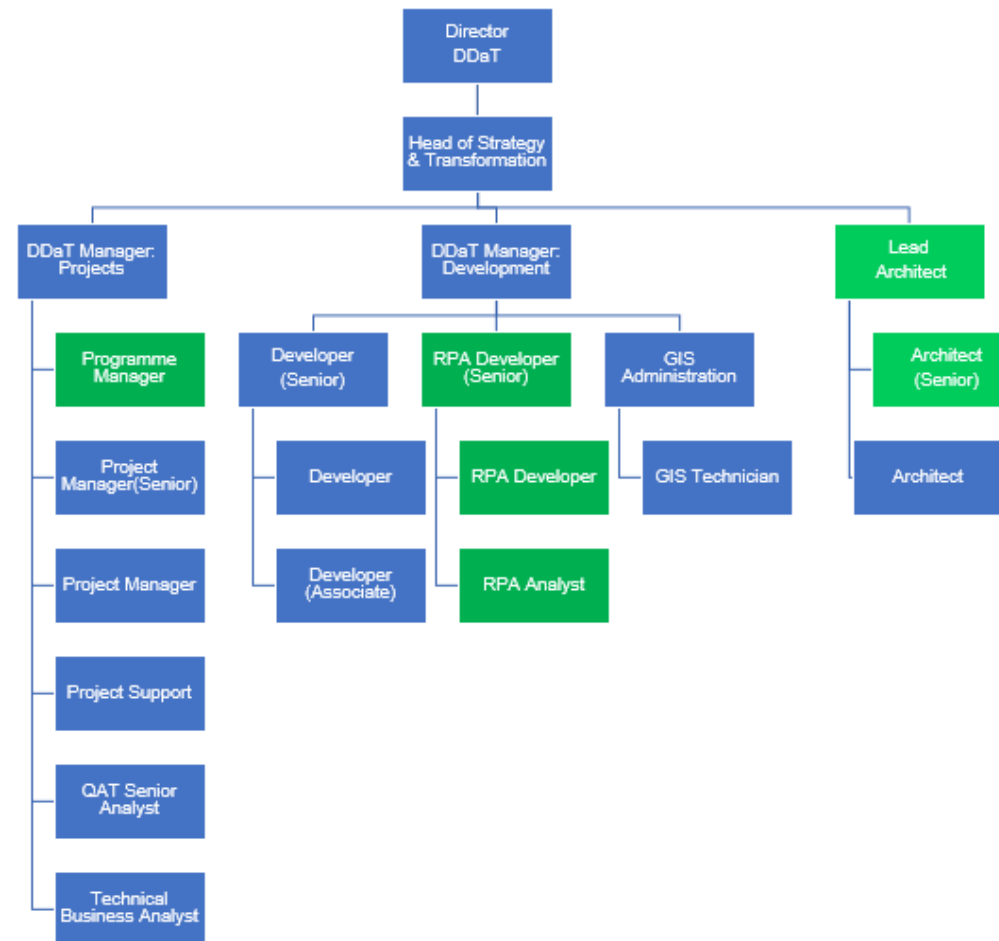 Director
DDaT
Head of Strategy
& Transformation
DDaT Manager:
Projects
DDaT Manager:
Development
Lead
Architect
Programme
Manager
Developer
(Senior)
RPA Developer
(Senior)
GIS
Administration
Architect
(Senior)
Project
Manager(Senior)
Developer
RPA Developer
GIS Technician
Architect
Project Manager
Developer
(Associate)
RPA Analyst
Project Support
QAT Senior
Analyst
Technical
Business Analyst